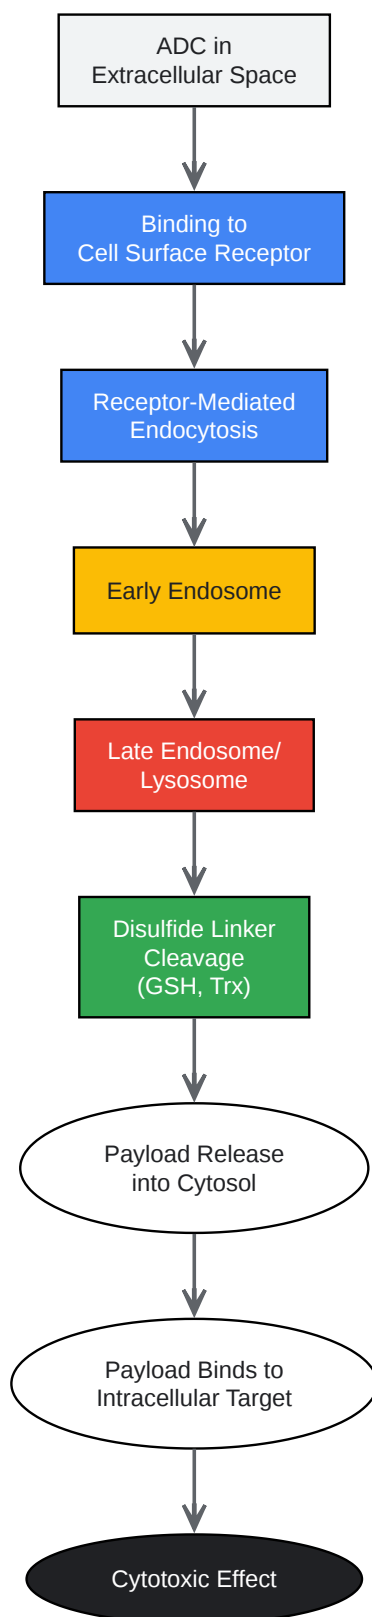 ADC in
Extracellular Space
Binding to
Cell Surface Receptor
Receptor-Mediated
Endocytosis
Early Endosome
Late Endosome/
Lysosome
Disulfide Linker
Cleavage
(GSH, Trx)
Payload Release
into Cytosol
Payload Binds to
Intracellular Target
Cytotoxic Effect